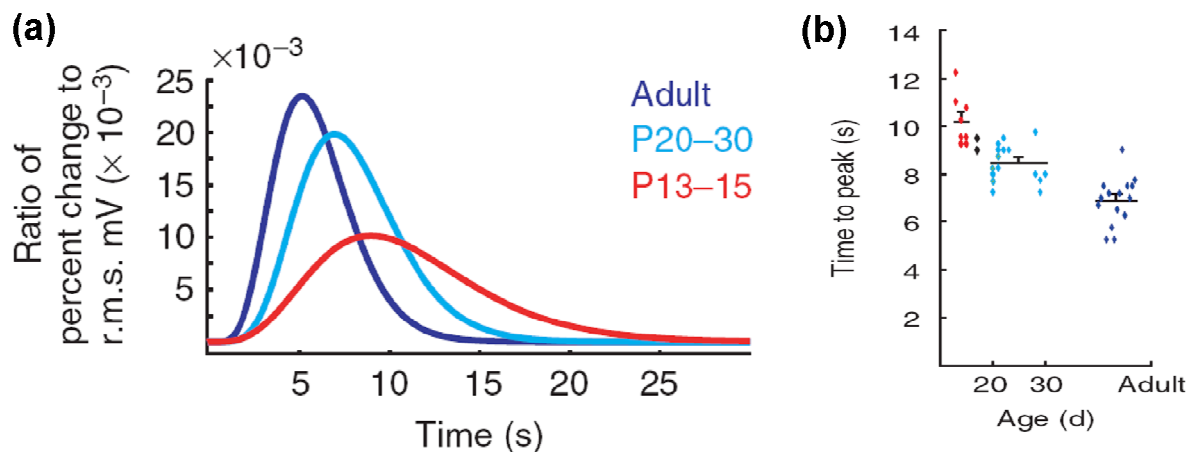 (a)
×10⁻³
Ratio of
percent change to
r.m.s. mV (× 10⁻³)
25
20
15
10
5
Adult
P20–30
P13–15
5
10
15
20
25
Time (s)
(b)
Time to peak (s)
14
12
10
8
6
4
2
20
30
Adult
Age (d)